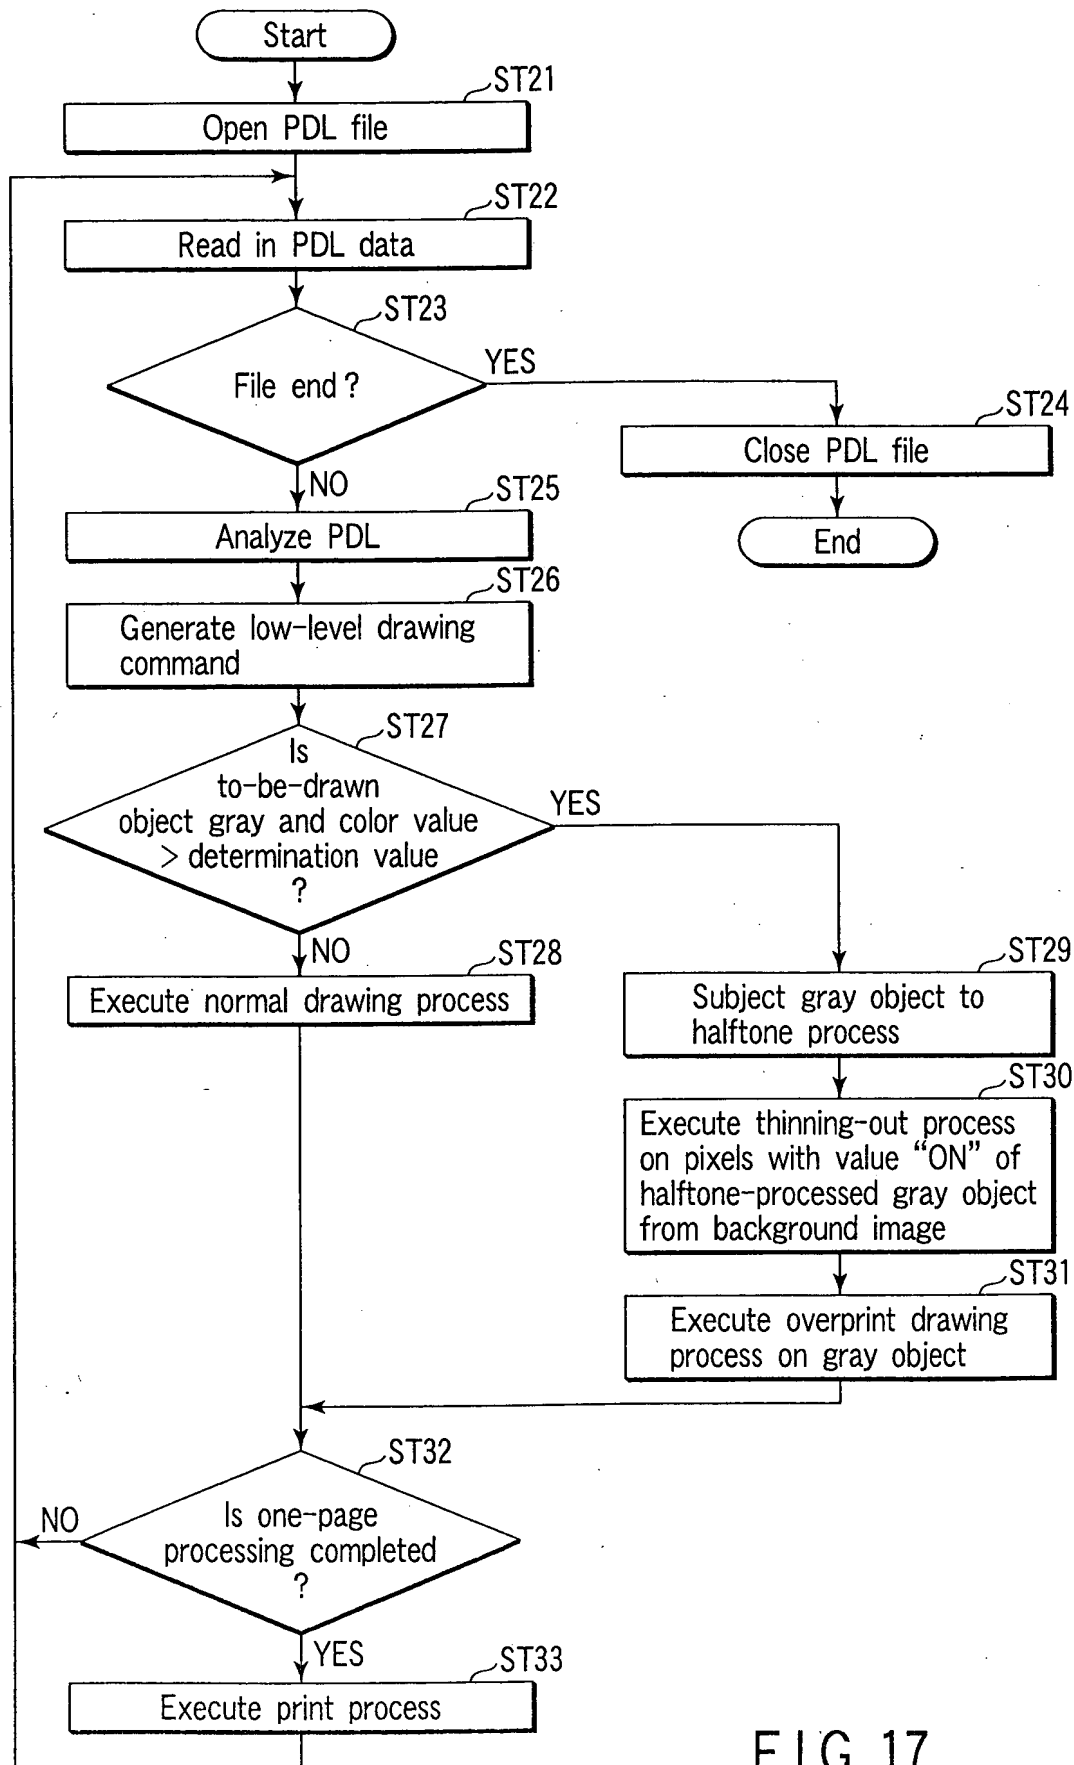 Start
ST21
Open PDL file
ST22
Read in PDL data
ST23
File end ?
YES
ST24
Close PDL file
End
NO
ST25
Analyze PDL
ST26
Generate low-level drawing
command
ST27
Is
to-be-drawn
object gray and color value
> determination value
?
YES
NO
ST28
Execute normal drawing process
ST29
Subject gray object to
halftone process
ST30
Execute thinning-out process
on pixels with value “ON” of
halftone-processed gray object
from background image
ST31
Execute overprint drawing
process on gray object
ST32
Is one-page
processing completed
?
NO
YES
ST33
Execute print process
FIG. 17